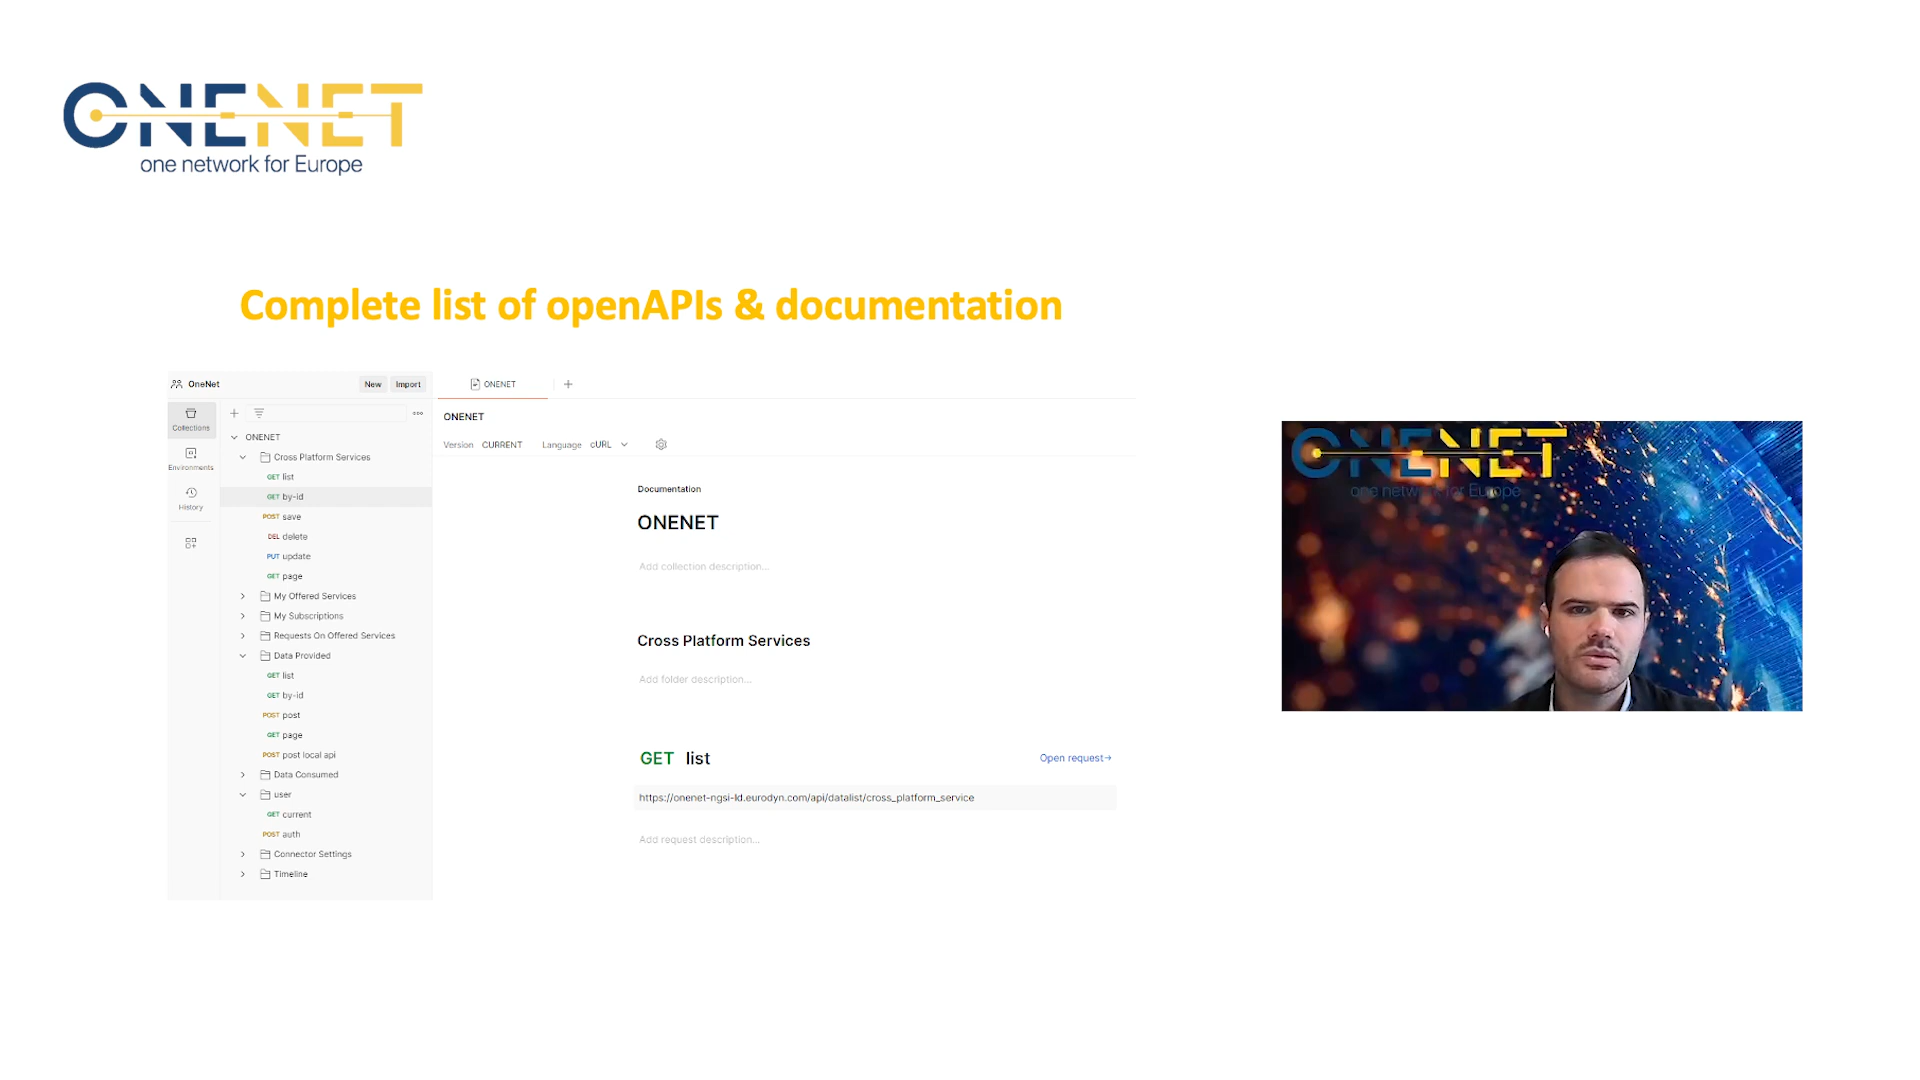 ONENET
one network for Europe
Complete list of openAPIs & documentation
OneNet
New
Import
Collections
Environments
History
ONENET
Cross Platform Services
GET list
GET by-id
POST save
DEL delete
PUT update
GET page
My Offered Services
My Subscriptions
Requests On Offered Services
Data Provided
GET list
GET by-id
POST post
GET page
POST post local api
Data Consumed
user
GET current
POST auth
Connector Settings
Timeline
ONENET
ONENET
Version CURRENT Language cURL
Documentation
ONENET
Add collection description...
Cross Platform Services
Add folder description...
GET list
Open request→
https://onenet-ngsi-ld.eurodyn.com/api/datalist/cross_platform_service
Add request description...
ONENET
one network for Europe